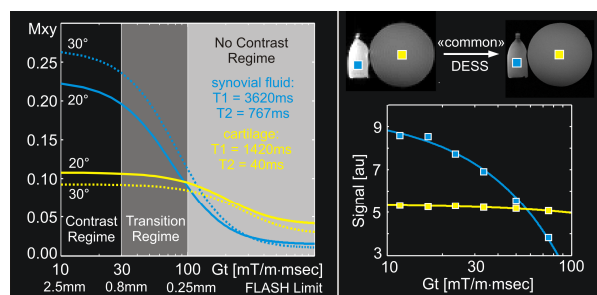 Mxy
0.30
0.25
0.20
0.15
0.10
0.05
0.00
30°
20°
20°
30°
No Contrast
Regime
synovial fluid:
T1 = 3620ms
T2 = 767ms
cartilage:
T1 = 1420ms
T2 = 40ms
Contrast
Regime
Transition
Regime
10
30
100
Gt [mT/m·msec]
2.5mm
0.8mm
0.25mm
FLASH Limit
«common»
DESS
Signal [au]
9
7
5
3
10
100
Gt [mT/m·msec]